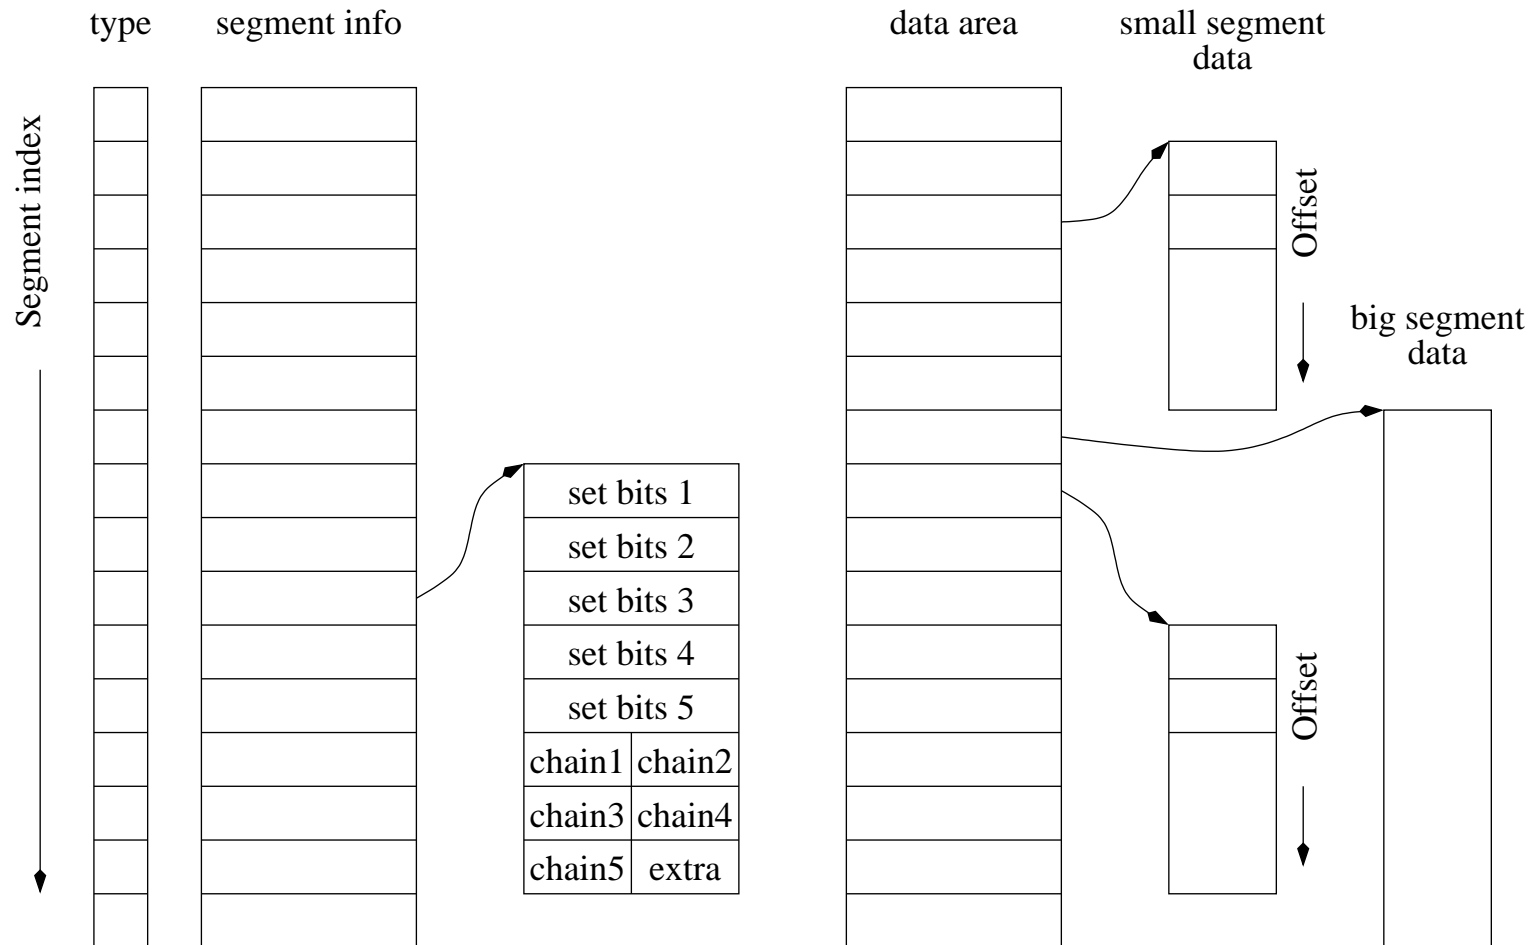 type
segment info
data area
small segment
data
Segment index
Offset
big segment
data
set bits 1
set bits 2
set bits 3
set bits 4
set bits 5
chain1 chain2
chain3 chain4
chain5 extra
Offset